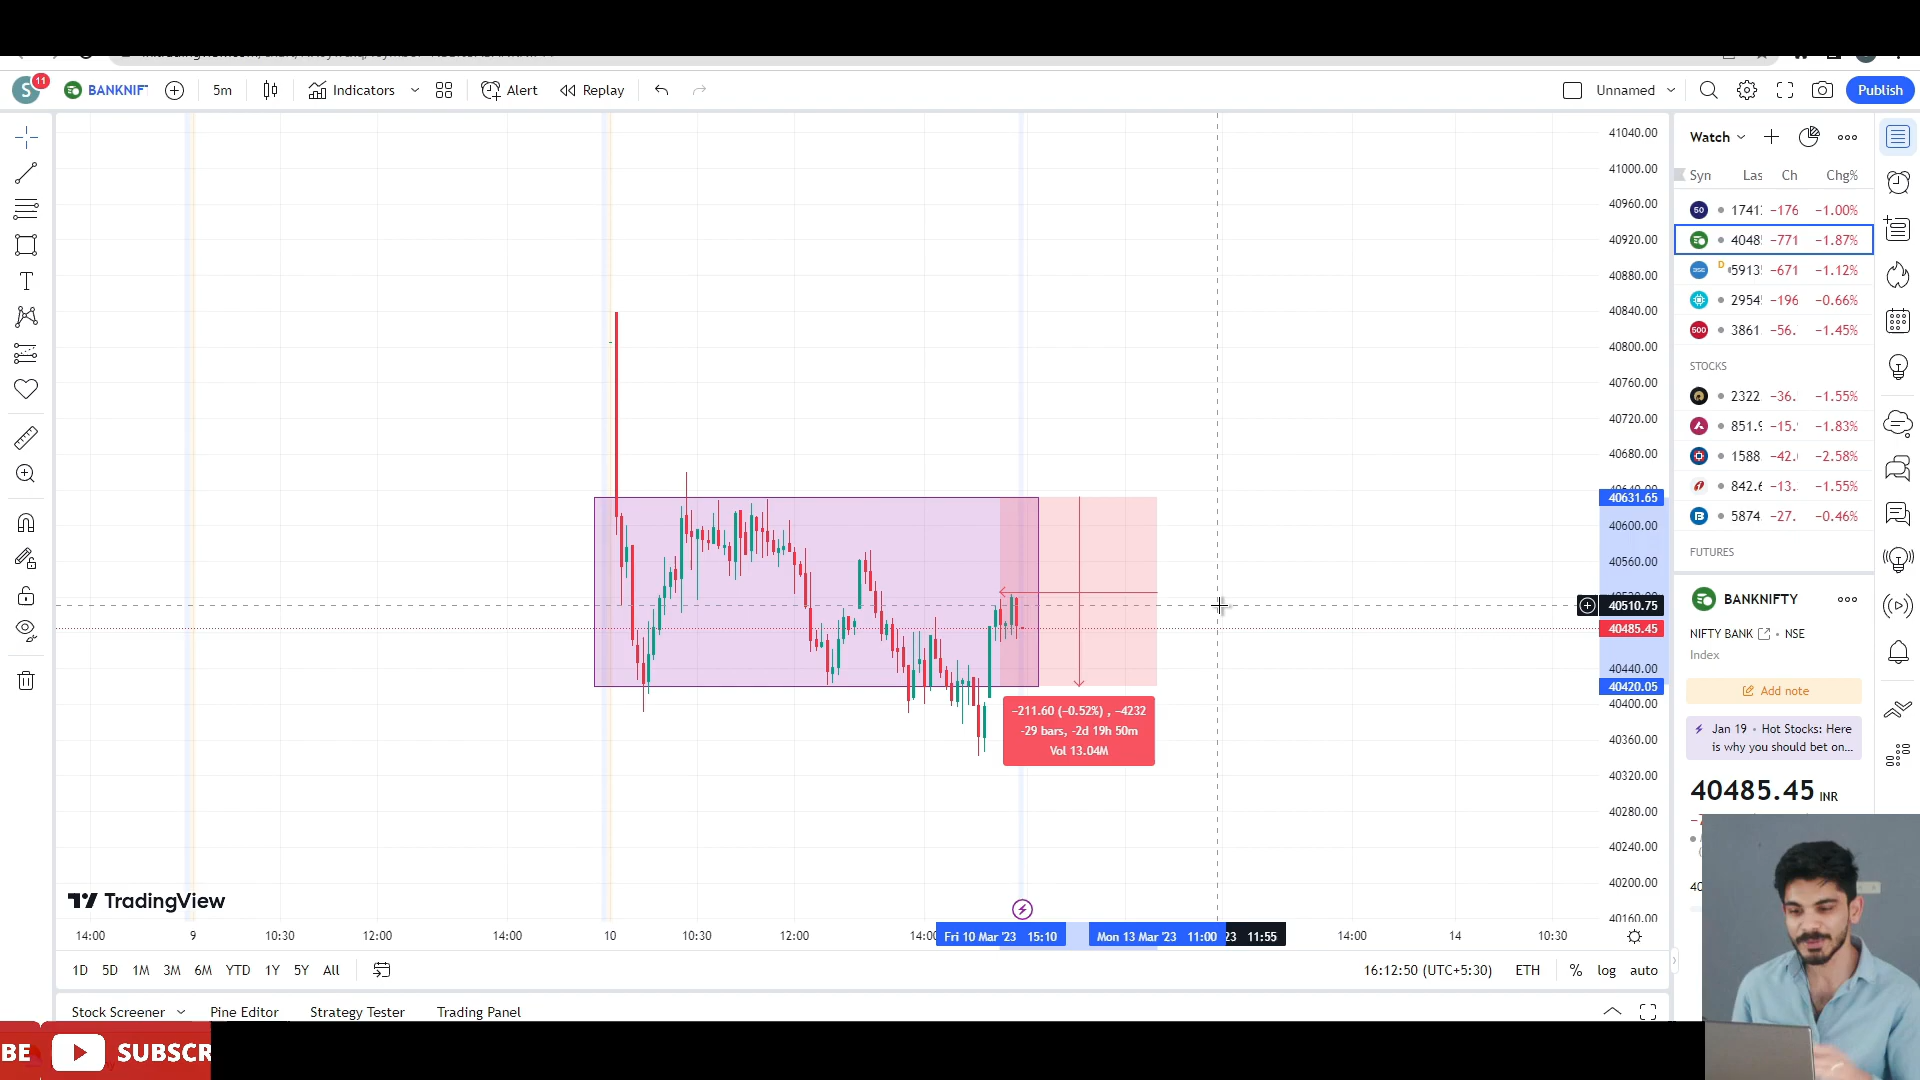 S
11
BANKNIF
5m
Indicators
Alert
Replay
Unnamed
Publish
41040.00
41000.00
40960.00
40920.00
40880.00
40840.00
40800.00
40760.00
40720.00
40680.00
40631.65
40600.00
40560.00
40510.75
40485.45
40440.00
40420.05
40400.00
40360.00
40320.00
40280.00
40240.00
40200.00
40160.00
−211.60 (−0.52%) , −4232
-29 bars, -2d 19h 50m
Vol 13.04M
TradingView
14:00 9 10:30 12:00 14:00 10 10:30 12:00 14:00 Fri 10 Mar '23 15:10 Mon 13 Mar '23 11:00 23 11:55 14:00 14 10:30
1D 5D 1M 3M 6M YTD 1Y 5Y All
16:12:50 (UTC+5:30) ETH % log auto
Stock Screener Pine Editor Strategy Tester Trading Panel
Watch
Syn Las Ch Chg%
50 1741 −176 −1.00%
4048 −771 −1.87%
D 5913 −671 −1.12%
2954 −196 −0.66%
500 3861 −56. −1.45%
STOCKS
2322 −36. −1.55%
851.9 −15. −1.83%
1588 −42. −2.58%
842.6 −13. −1.55%
5874 −27. −0.46%
FUTURES
BANKNIFTY
NIFTY BANK • NSE
Index
Add note
Jan 19 • Hot Stocks: Here
is why you should bet on...
40485.45 INR
40
BE SUBSCR